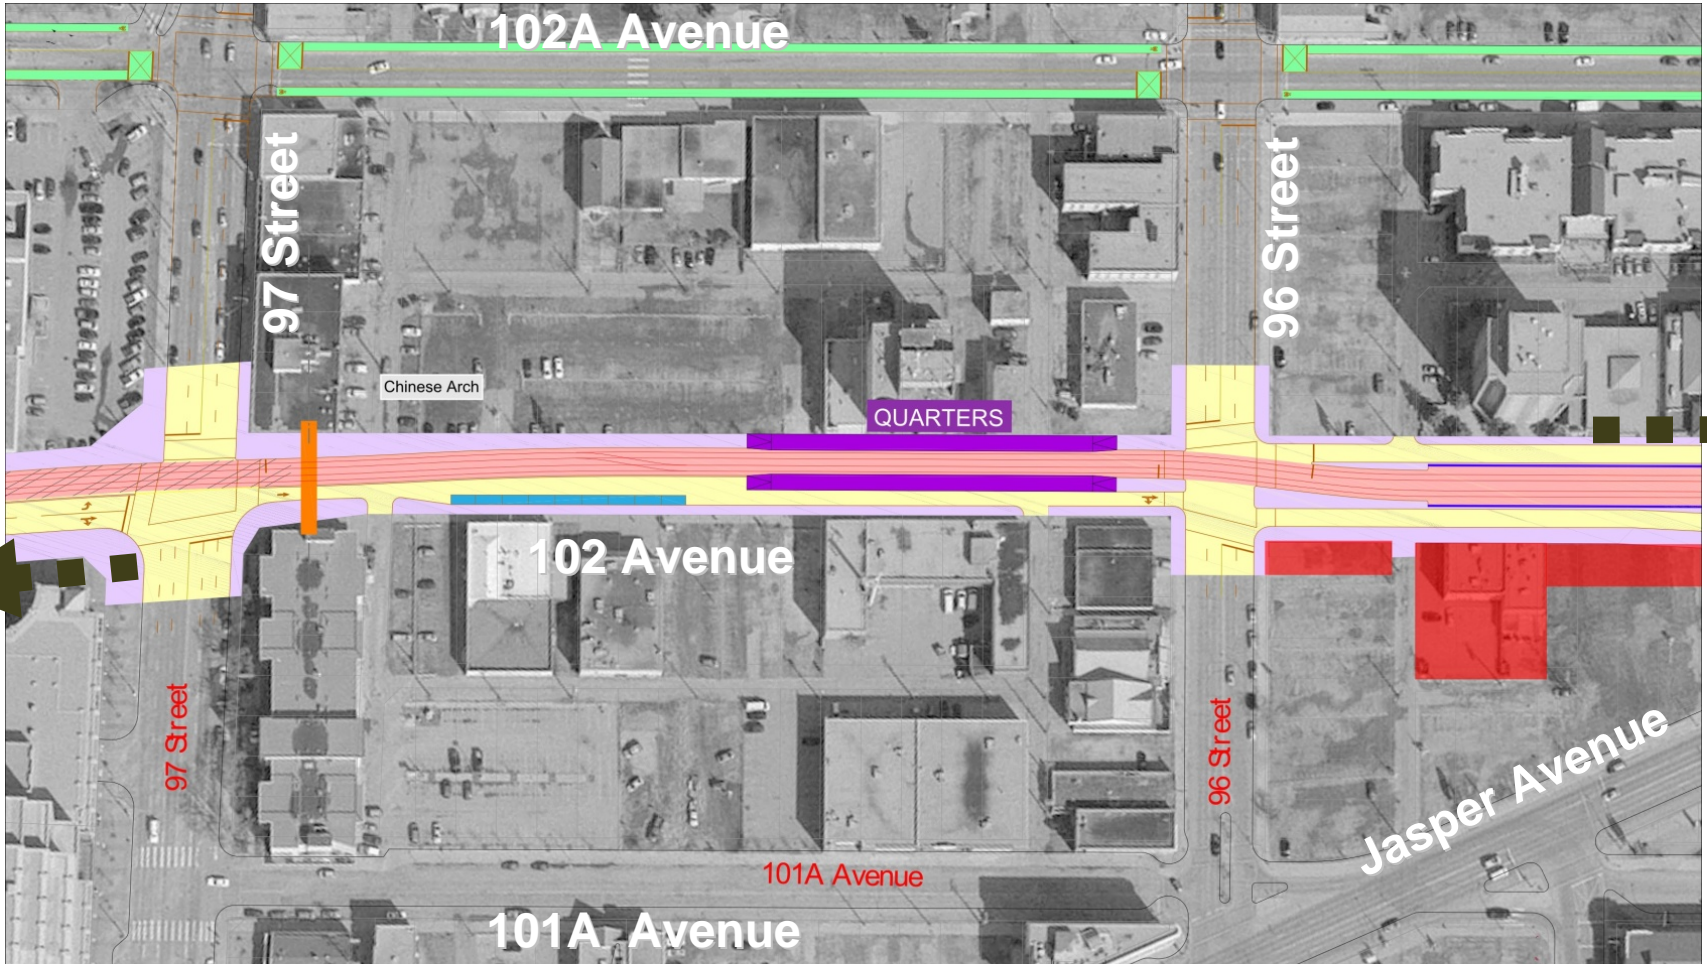 102A Avenue
97 Street
96 Street
Chinese Arch
QUARTERS
102 Avenue
97 Street
96 Street
Jasper Avenue
101A Avenue
101A Avenue